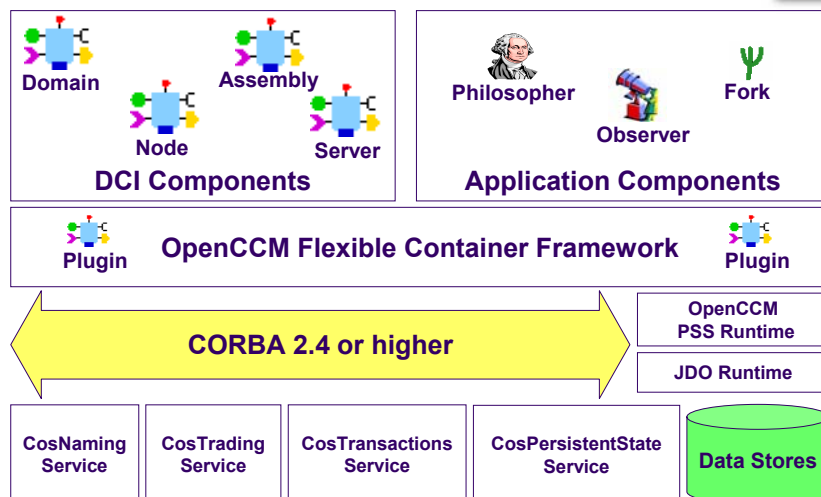 Domain
Assembly
Node
Server
DCI Components
Philosopher
Observer
Fork
Application Components
Plugin
OpenCCM Flexible Container Framework
Plugin
CORBA 2.4 or higher
OpenCCM
PSS Runtime
JDO Runtime
CosNaming
Service
CosTrading
Service
CosTransactions
Service
CosPersistentState
Service
Data Stores